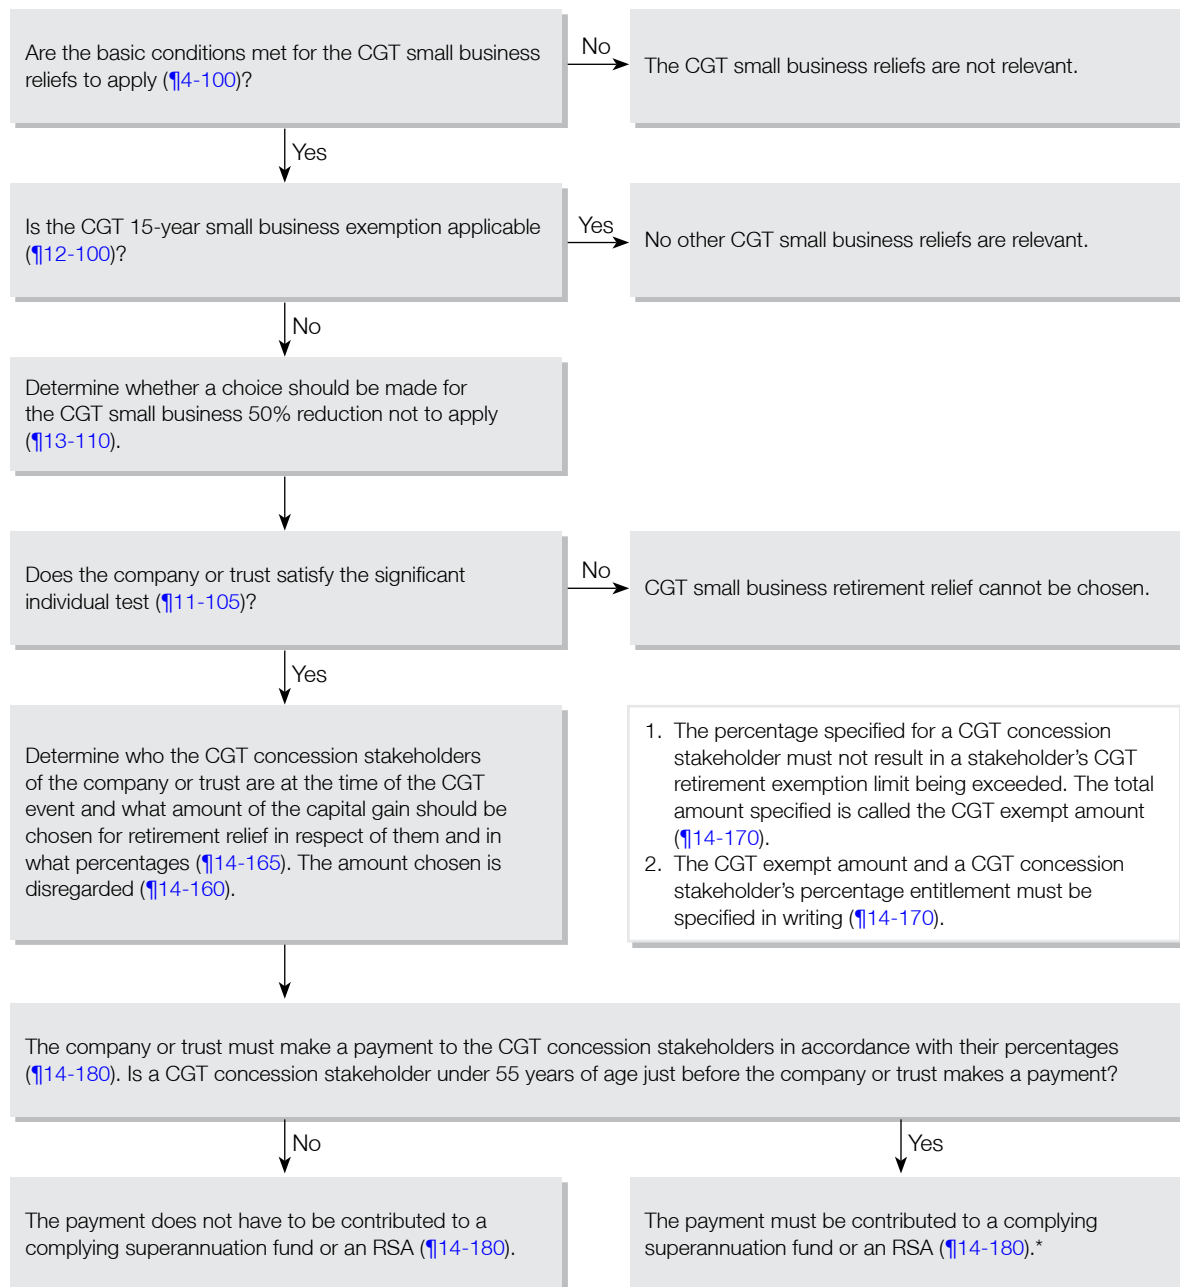 Are the basic conditions met for the CGT small business
reliefs to apply (¶4-100)?
No
The CGT small business reliefs are not relevant.
Yes
Is the CGT 15-year small business exemption applicable
(¶12-100)?
Yes
No other CGT small business reliefs are relevant.
No
Determine whether a choice should be made for
the CGT small business 50% reduction not to apply
(¶13-110).
Does the company or trust satisfy the significant
individual test (¶11-105)?
No
CGT small business retirement relief cannot be chosen.
Yes
Determine who the CGT concession stakeholders
of the company or trust are at the time of the CGT
event and what amount of the capital gain should be
chosen for retirement relief in respect of them and in
what percentages (¶14-165). The amount chosen is
disregarded (¶14-160).
1. The percentage specified for a CGT concession
stakeholder must not result in a stakeholder’s CGT
retirement exemption limit being exceeded. The total
amount specified is called the CGT exempt amount
(¶14-170).
2. The CGT exempt amount and a CGT concession
stakeholder’s percentage entitlement must be
specified in writing (¶14-170).
The company or trust must make a payment to the CGT concession stakeholders in accordance with their percentages
(¶14-180). Is a CGT concession stakeholder under 55 years of age just before the company or trust makes a payment?
No
Yes
The payment does not have to be contributed to a
complying superannuation fund or an RSA (¶14-180).
The payment must be contributed to a complying
superannuation fund or an RSA (¶14-180).*